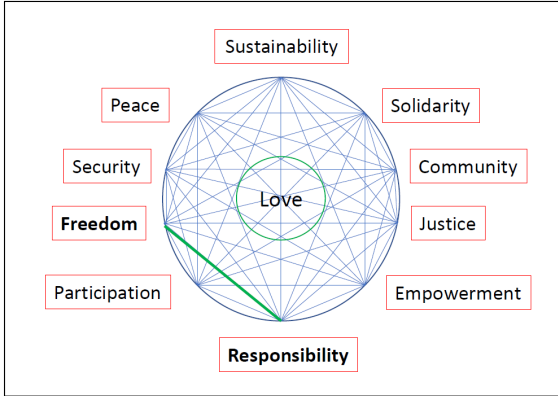 Sustainability
Peace
Solidarity
Security
Community
Love
Freedom
Justice
Participation
Empowerment
Responsibility